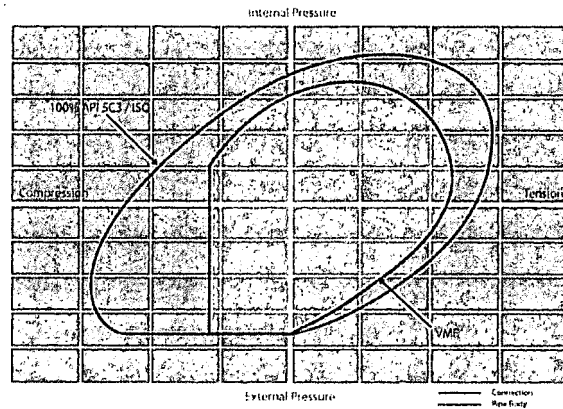 Internal Pressure
100% API 5C3 / ISO
Compression
Tension
VME
External Pressure
Connection
Pipe Body